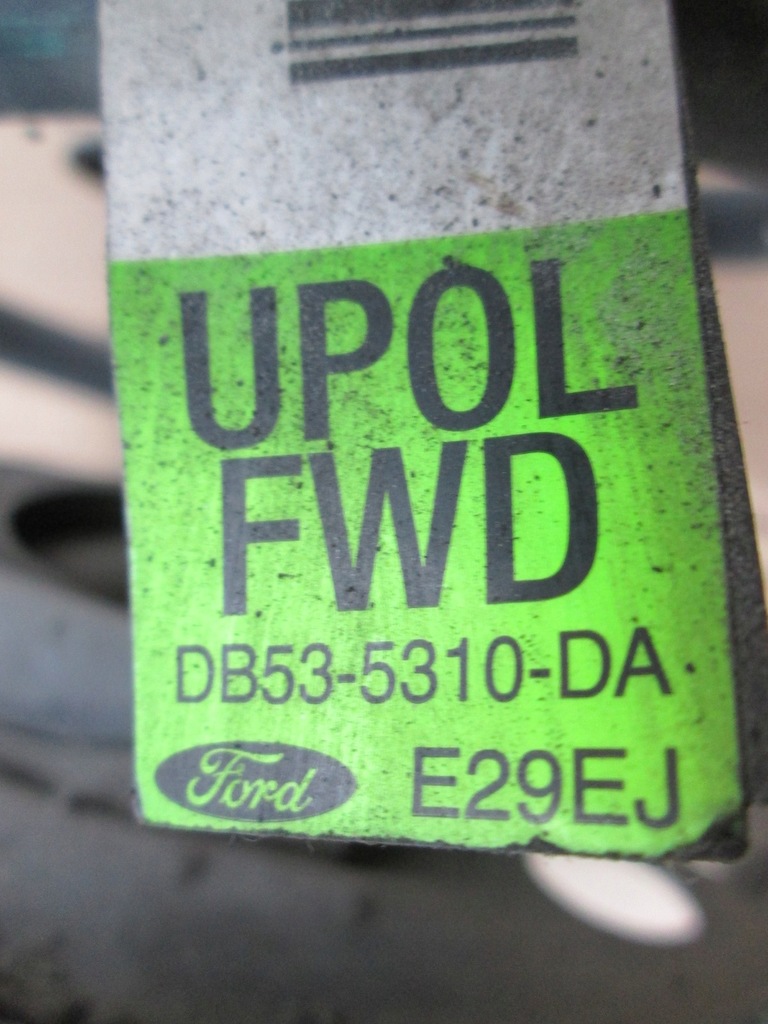 UPOL
FWD
DB53-5310-DA
Ford E29EJ